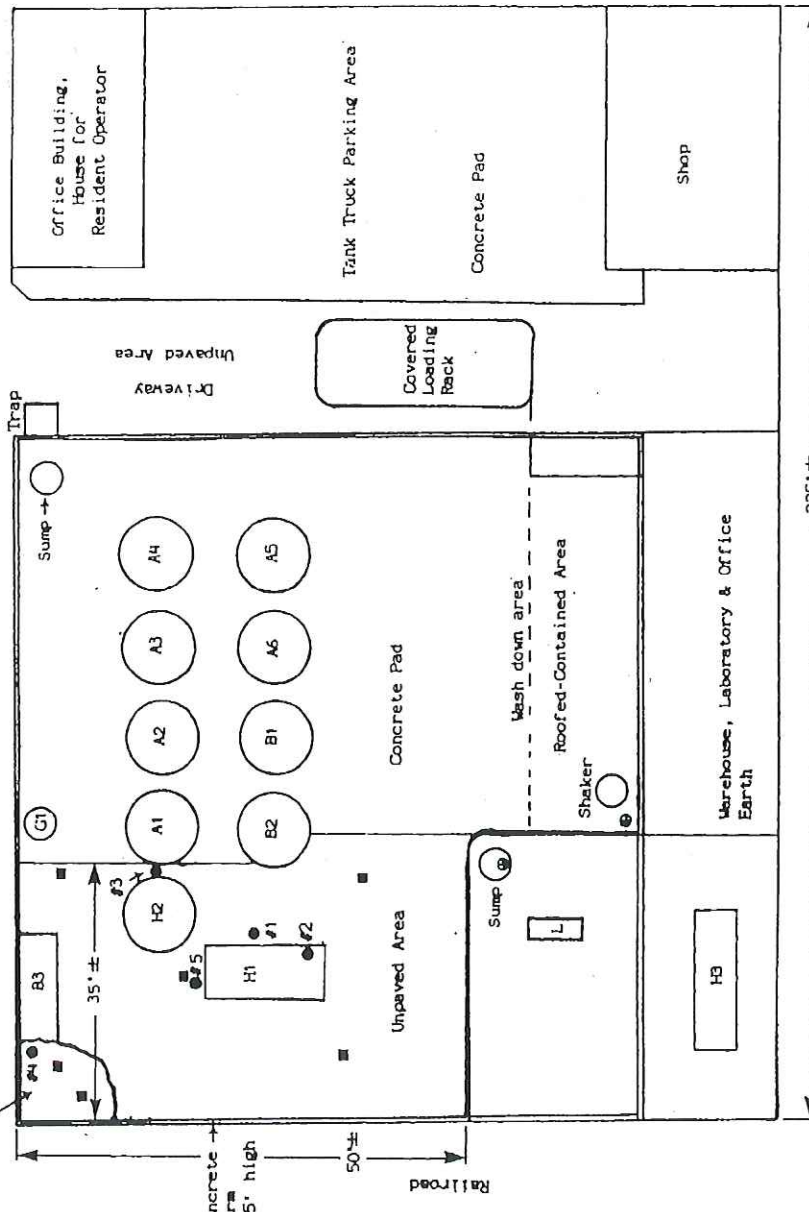 Office Building,
House for
Resident Operator
Tank Truck Parking Area
Concrete Pad
Shop
Driveway
Unpaved Area
Covered
Loading
Rack
Trap
Sump
A4
A5
A3
A6
A2
B1
A1
B2
G1
Concrete Pad
Wash down area
Roofed-Contained Area
Shaker
Warehouse, Laboratory & Office
Earth
#3
H2
#1
#2
#5
H1
B3
35'±
#4
Unpaved Area
Sump
L
H3
50'±
5' high
Railroad